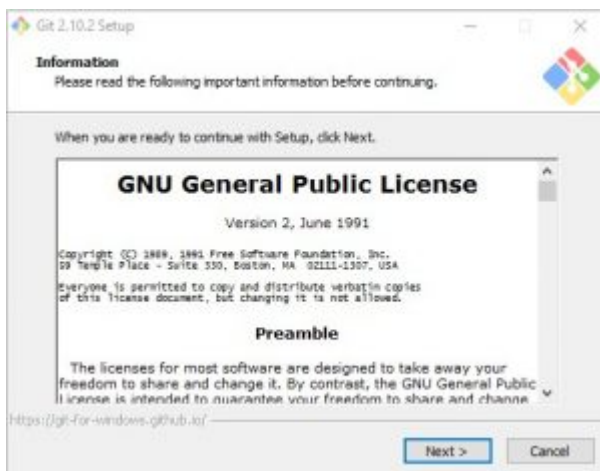 Git 2.10.2 Setup
Information
Please read the following important information before continuing.
When you are ready to continue with Setup, click Next.
GNU General Public License
Version 2, June 1991
Copyright (C) 1989, 1991 Free Software Foundation, Inc.
59 Temple Place - Suite 330, Boston, MA 02111-1307, USA
Everyone is permitted to copy and distribute verbatim copies
of this license document, but changing it is not allowed.
Preamble
The licenses for most software are designed to take away your
freedom to share and change it. By contrast, the GNU General Public
License is intended to guarantee your freedom to share and change
https://git-for-windows.github.io/
Next >
Cancel